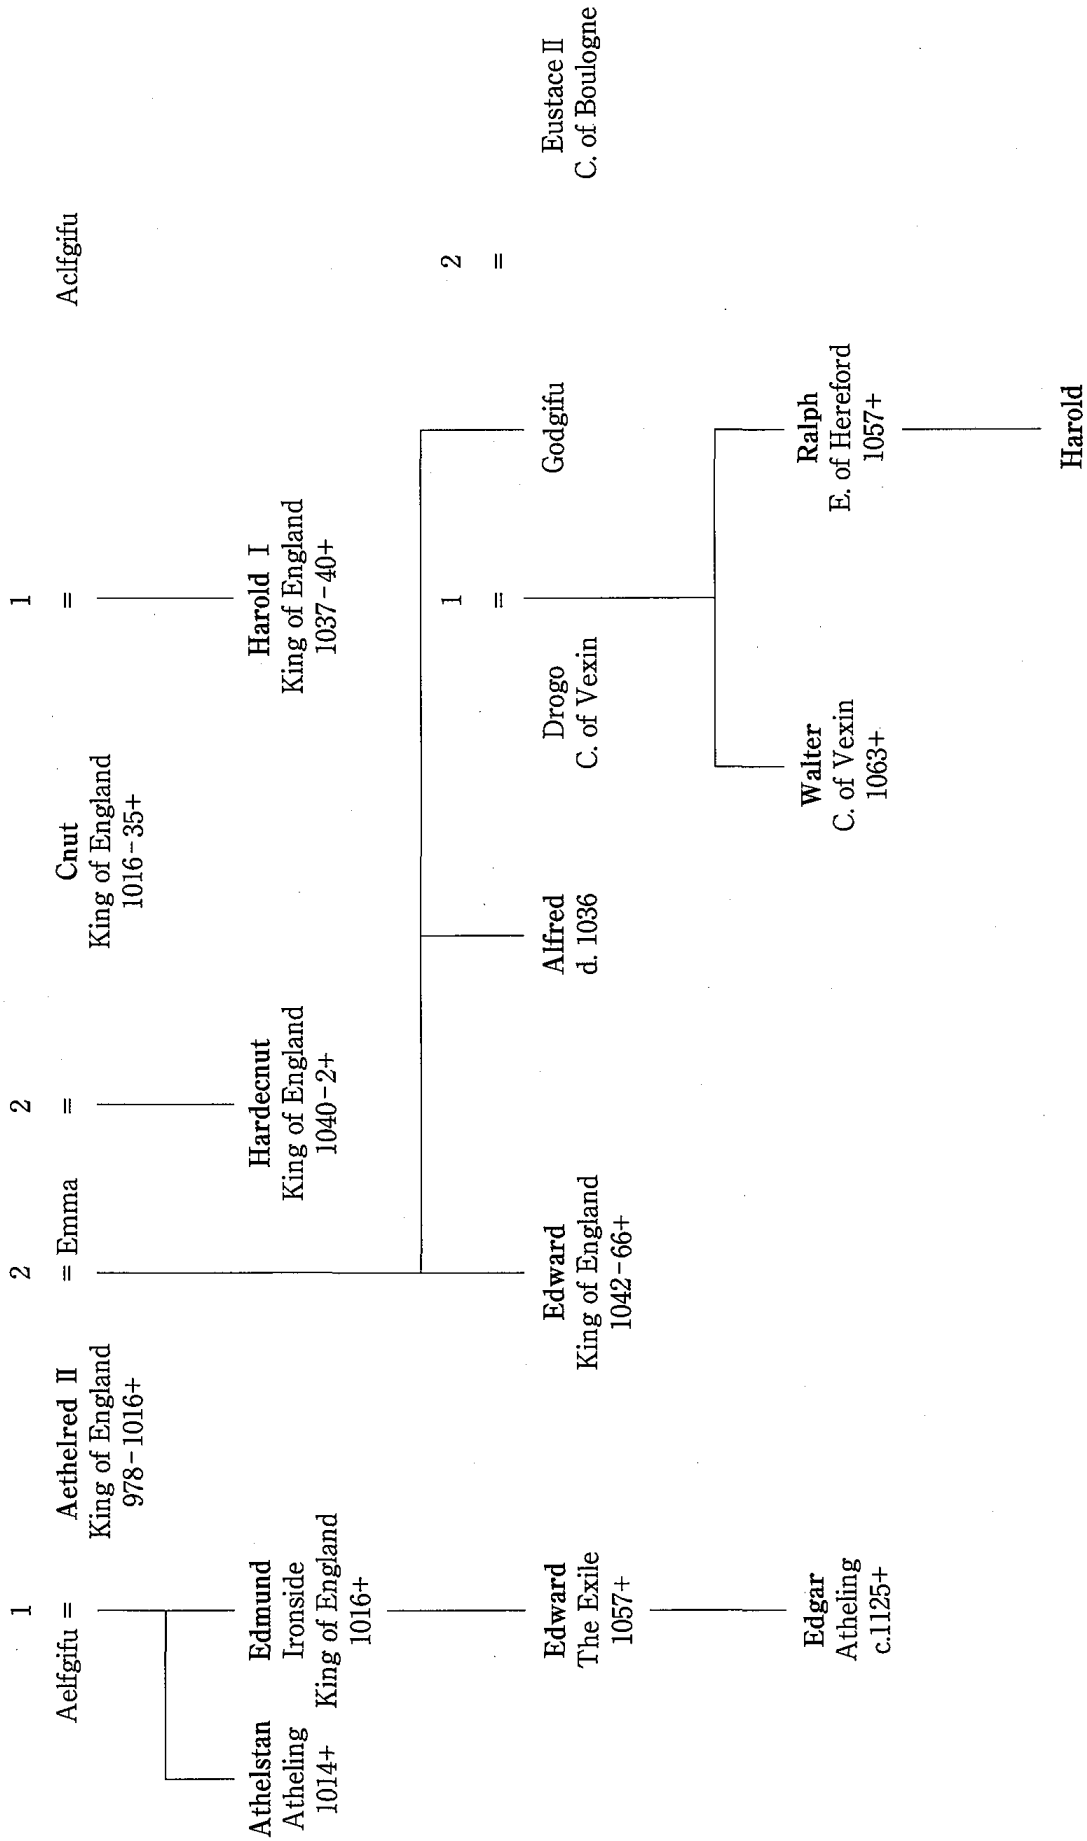 1 2 2 1
Aelfgifu = Aethelred II = Emma = Cnut = Aclfgifu
King of England King of England
978-1016+ 1016-35+
Athelstan Edmund Hardecnut Harold I
Atheling Ironside King of England King of England
1014+ King of England 1040-2+ 1037-40+
1016+
1 2
= =
Edward Edward Alfred Drogo Godgifu Eustace II
The Exile King of England d. 1036 C. of Vexin C. of Boulogne
1057+ 1042-66+
Edgar Walter Ralph
Atheling C. of Vexin E. of Hereford
c.1125+ 1063+ 1057+
Harold